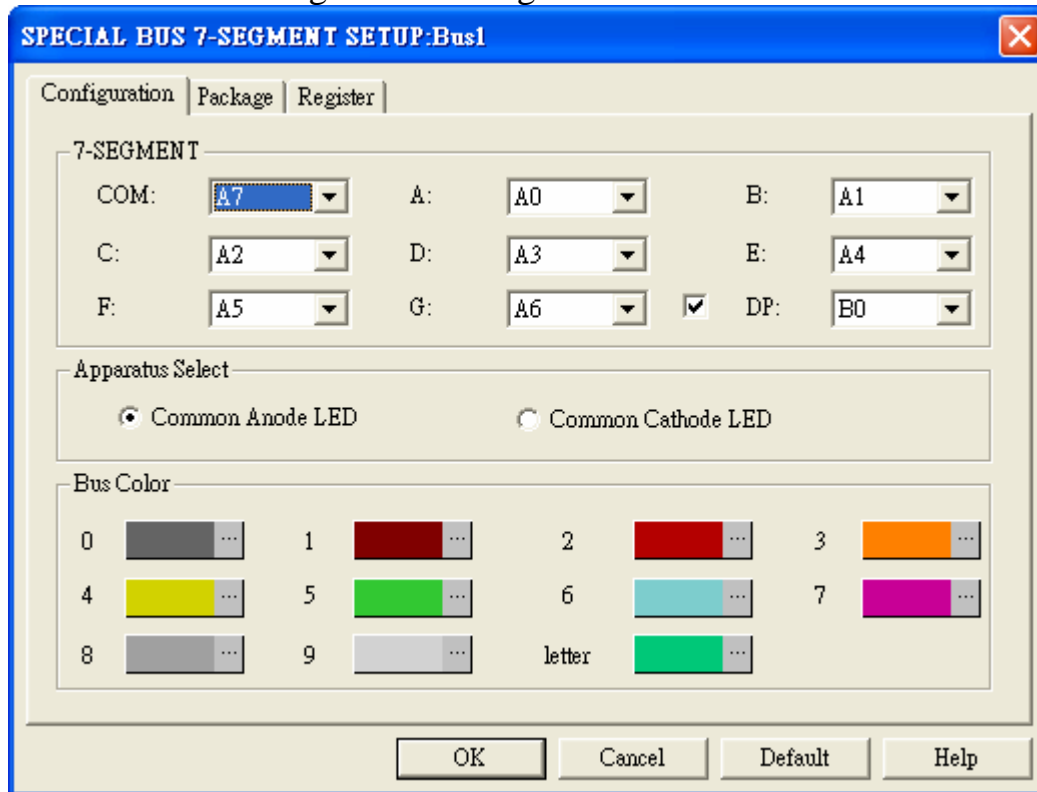 SPECIAL BUS 7-SEGMENT SETUP:Bus1
Configuration Package Register
7-SEGMENT
COM: A7 A: A0 B: A1
C: A2 D: A3 E: A4
F: A5 G: A6 DP: B0
Apparatus Select
Common Anode LED Common Cathode LED
Bus Color
0 ... 1 ... 2 ... 3 ...
4 ... 5 ... 6 ... 7 ...
8 ... 9 ... letter ...
OK Cancel Default Help